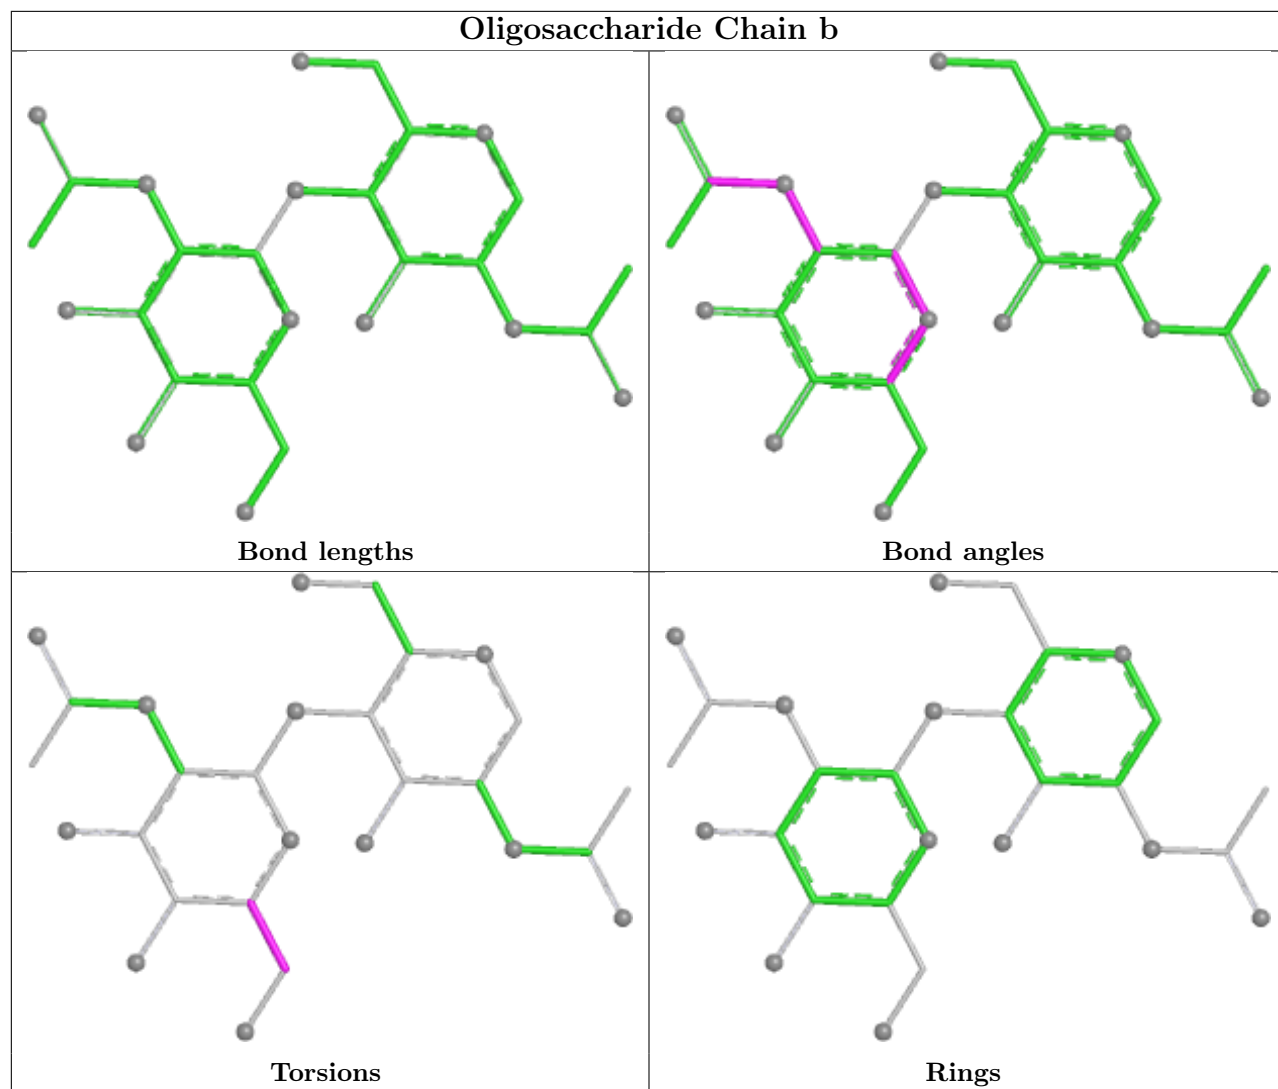 Oligosaccharide Chain b
Bond lengths
Bond angles
Torsions
Rings